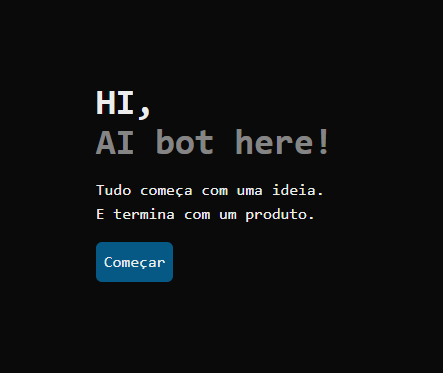 HI,
AI bot here!
Tudo começa com uma ideia.
E termina com um produto.
Começar